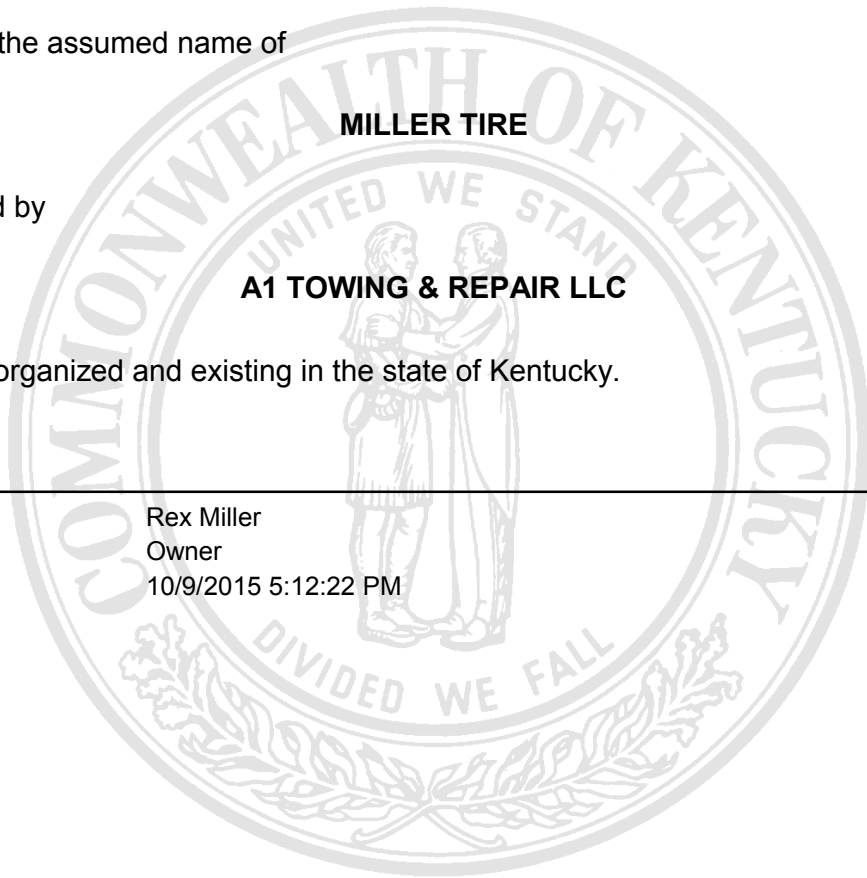 the assumed name of
MILLER TIRE
d by
A1 TOWING & REPAIR LLC
organized and existing in the state of Kentucky.
Rex Miller
Owner
10/9/2015 5:12:22 PM
COMMONWEALTH OF KENTUCKY
UNITED WE STAND
DIVIDED WE FALL